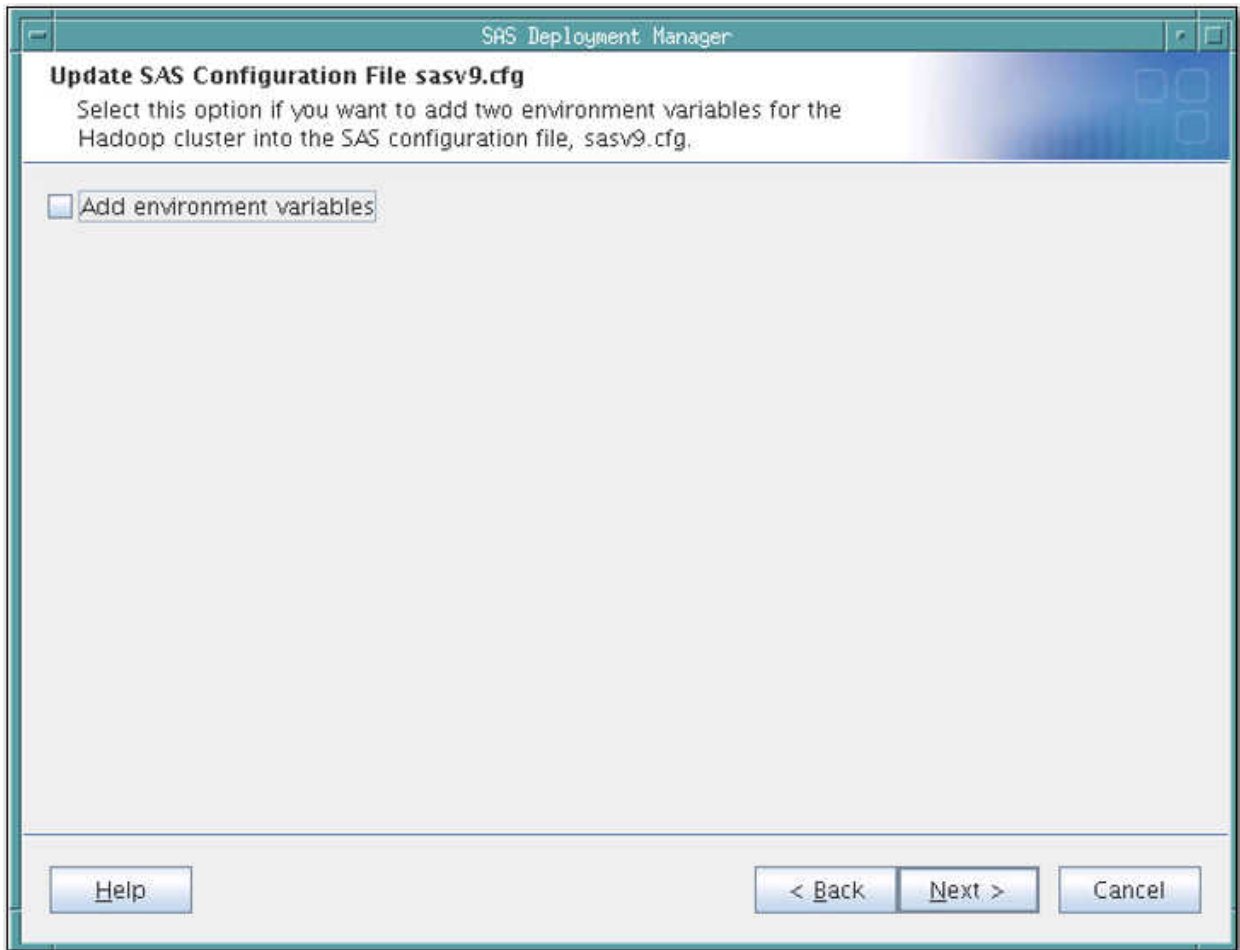 SAS Deployment Manager
Update SAS Configuration File sasv9.cfg
Select this option if you want to add two environment variables for the
Hadoop cluster into the SAS configuration file, sasv9.cfg.
Add environment variables
Help
< Back
Next >
Cancel